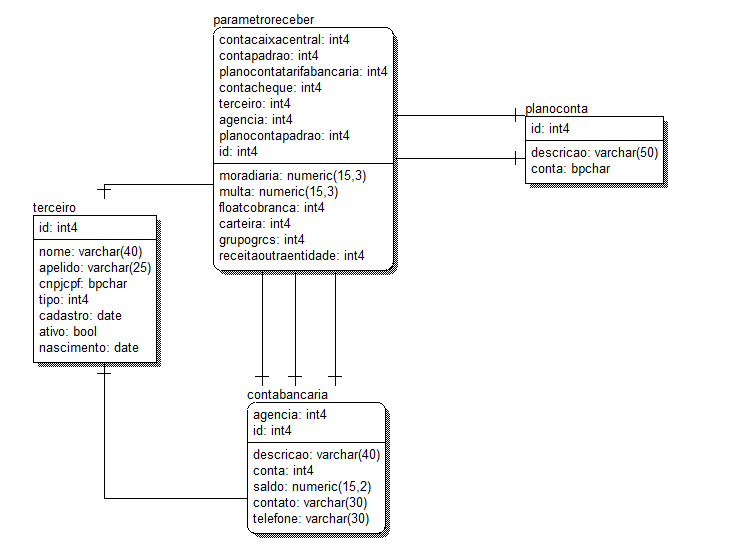 parametroreceber
contacaixacentral: int4
contapadrao: int4
planocontatarifabancaria: int4
contacheque: int4
terceiro: int4
agencia: int4
planocontapadrao: int4
id: int4
moradiaria: numeric(15,3)
multa: numeric(15,3)
floatcobranca: int4
carteira: int4
grupogrcs: int4
receitaoutraentidade: int4
planoconta
id: int4
descricao: varchar(50)
conta: bpchar
terceiro
id: int4
nome: varchar(40)
apelido: varchar(25)
cnpjcpf: bpchar
tipo: int4
cadastro: date
ativo: bool
nascimento: date
contabancaria
agencia: int4
id: int4
descricao: varchar(40)
conta: int4
saldo: numeric(15,2)
contato: varchar(30)
telefone: varchar(30)